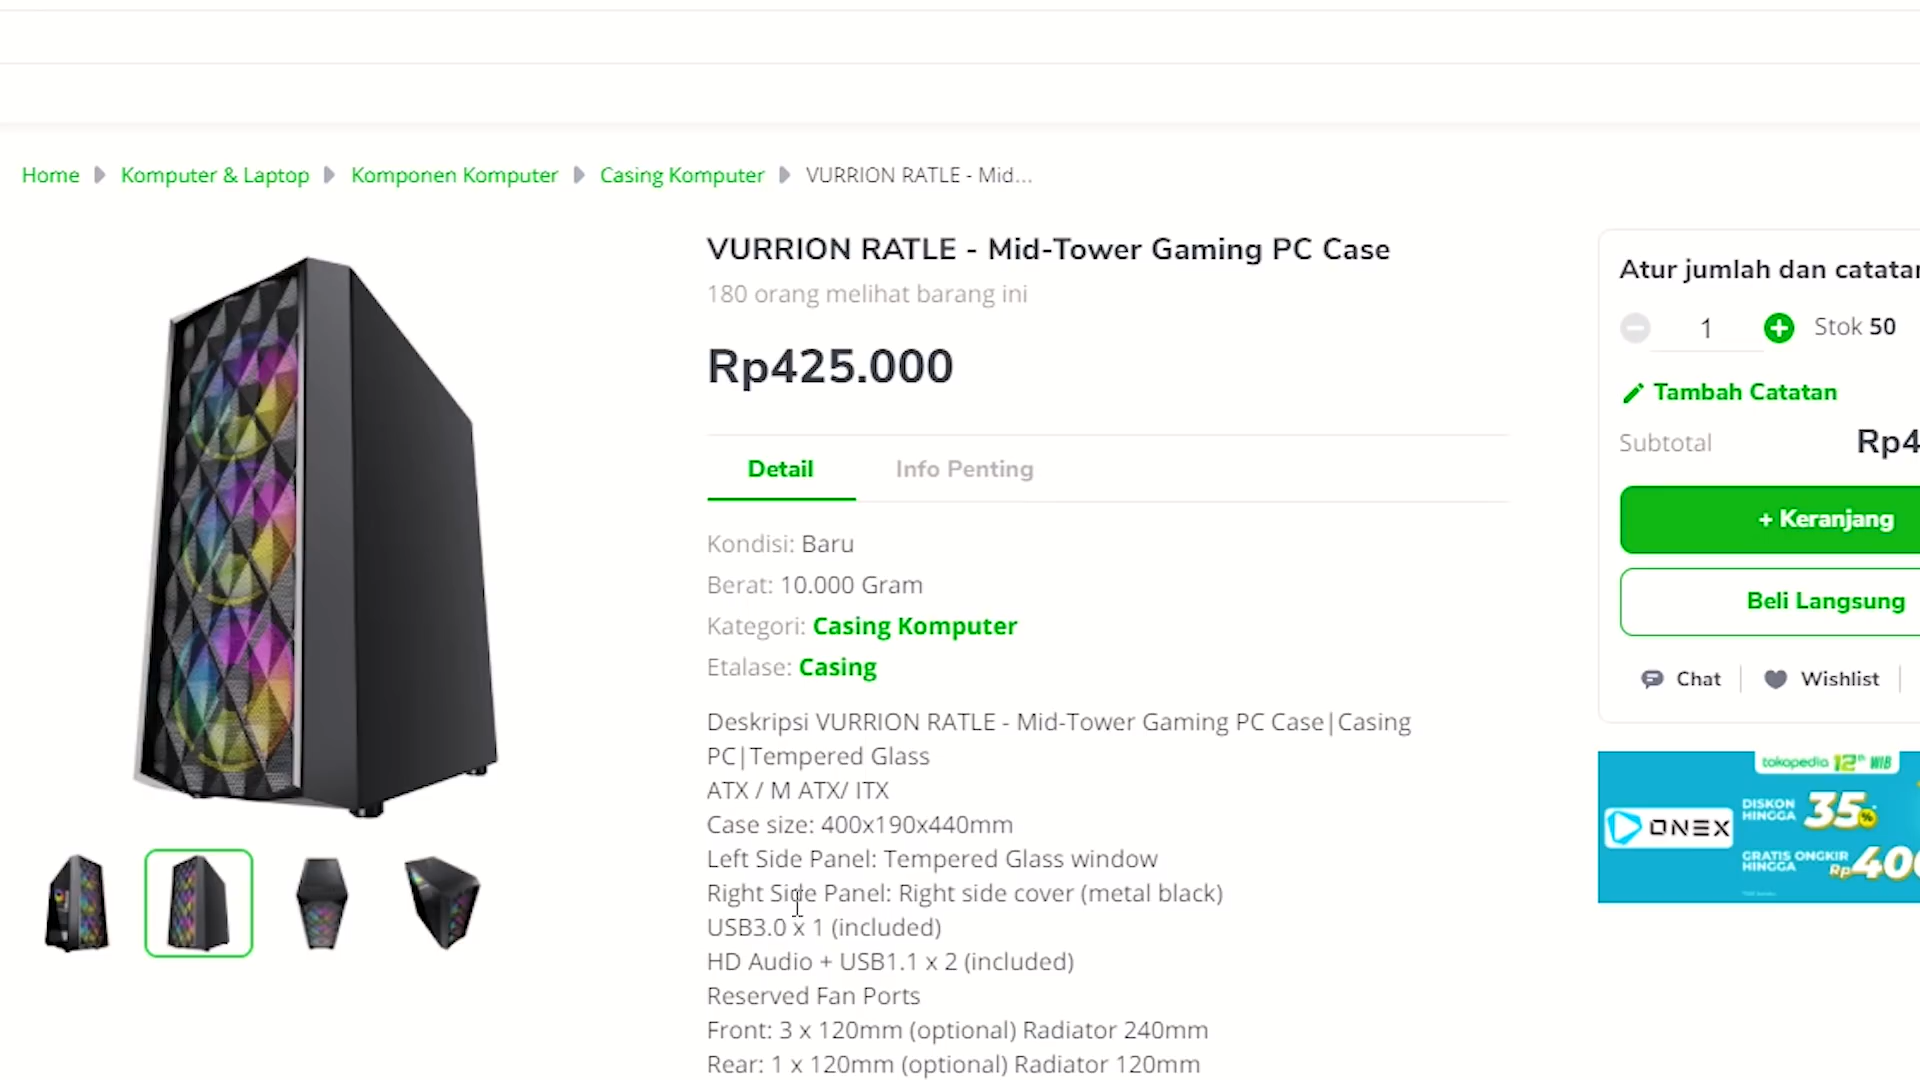 Home Komputer & Laptop Komponen Komputer Casing Komputer VURRION RATLE - Mid...
VURRION RATLE - Mid-Tower Gaming PC Case
180 orang melihat barang ini
Rp425.000
Detail Info Penting
Kondisi: Baru
Berat: 10.000 Gram
Kategori: Casing Komputer
Etalase: Casing
Deskripsi VURRION RATLE - Mid-Tower Gaming PC Case|Casing
PC|Tempered Glass
ATX / M ATX/ ITX
Case size: 400x190x440mm
Left Side Panel: Tempered Glass window
Right Side Panel: Right side cover (metal black)
USB3.0 x 1 (included)
HD Audio + USB1.1 x 2 (included)
Reserved Fan Ports
Front: 3 x 120mm (optional) Radiator 240mm
Rear: 1 x 120mm (optional) Radiator 120mm
Atur jumlah dan catatan
1 Stok 50
Tambah Catatan
Subtotal Rp4
+ Keranjang
Beli Langsung
Chat Wishlist
tokopedia 12th WIB
ONEX
DISKON HINGGA 35%
GRATIS ONGKIR HINGGA Rp400